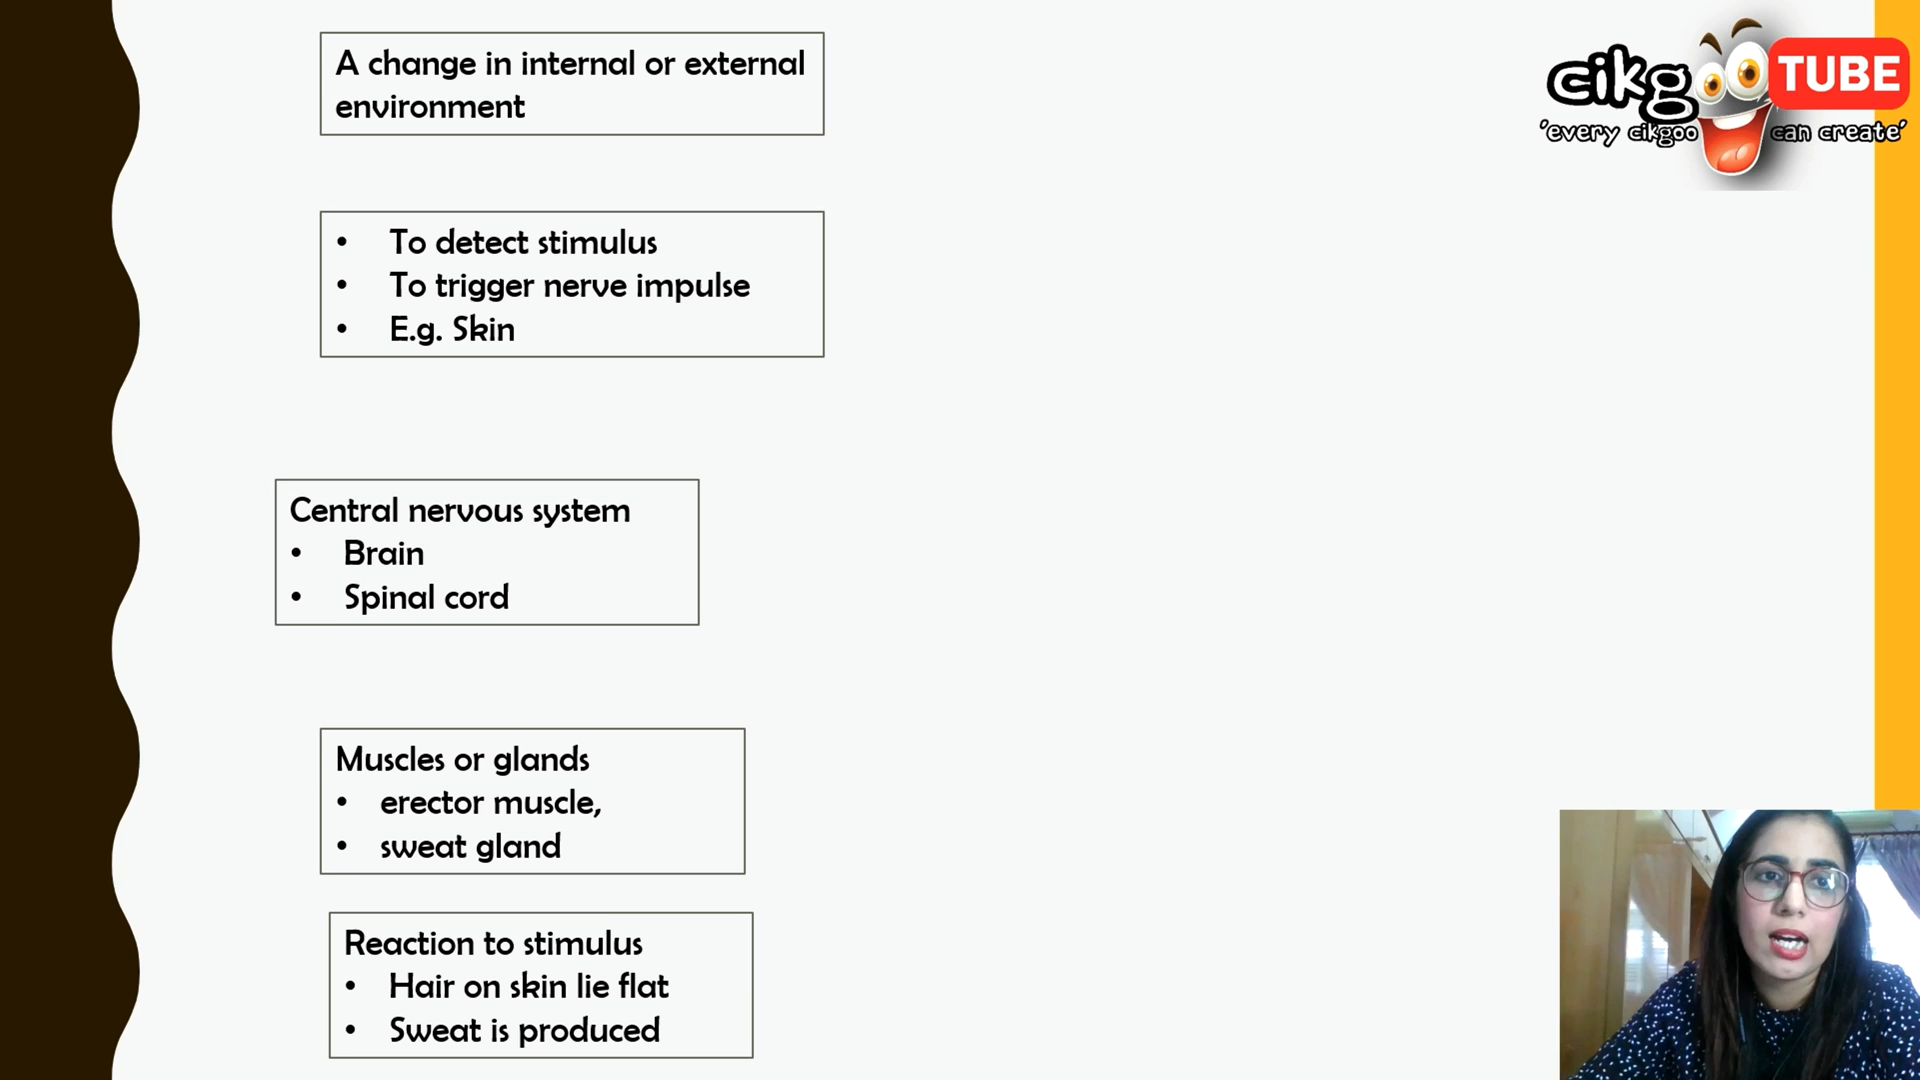 A change in internal or external
environment
• To detect stimulus
• To trigger nerve impulse
• E.g. Skin
Central nervous system
• Brain
• Spinal cord
Muscles or glands
• erector muscle,
• sweat gland
Reaction to stimulus
• Hair on skin lie flat
• Sweat is produced
cikgoo TUBE
'every cikgoo can create'